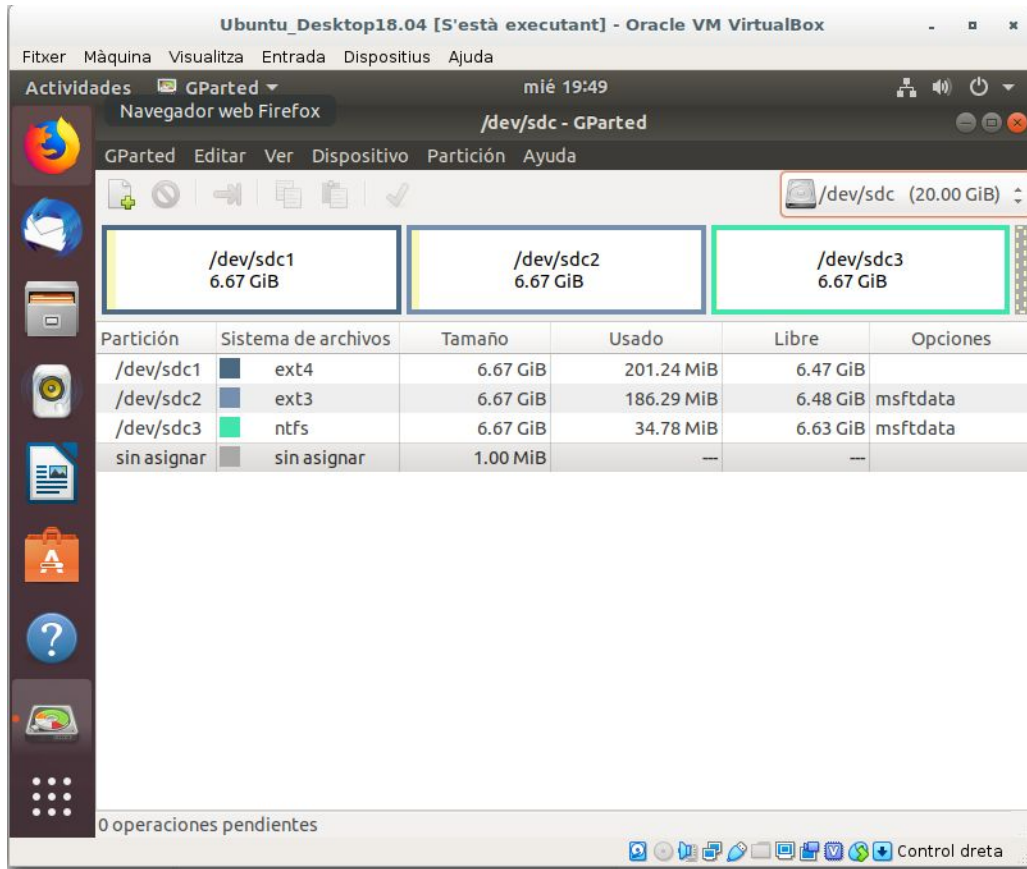 Ubuntu_Desktop18.04 [S'està executant] - Oracle VM VirtualBox
Fitxer Màquina Visualitza Entrada Dispositius Ajuda
Actividades GParted mié 19:49
Navegador web Firefox
/dev/sdc - GParted
GParted Editar Ver Dispositivo Partición Ayuda
/dev/sdc (20.00 GiB)
/dev/sdc1 /dev/sdc2 /dev/sdc3
6.67 GiB 6.67 GiB 6.67 GiB
Partición Sistema de archivos Tamaño Usado Libre Opciones
/dev/sdc1 ext4 6.67 GiB 201.24 MiB 6.47 GiB
/dev/sdc2 ext3 6.67 GiB 186.29 MiB 6.48 GiB msftdata
/dev/sdc3 ntfs 6.67 GiB 34.78 MiB 6.63 GiB msftdata
sin asignar sin asignar 1.00 MiB --- ---
0 operaciones pendientes
Control dreta